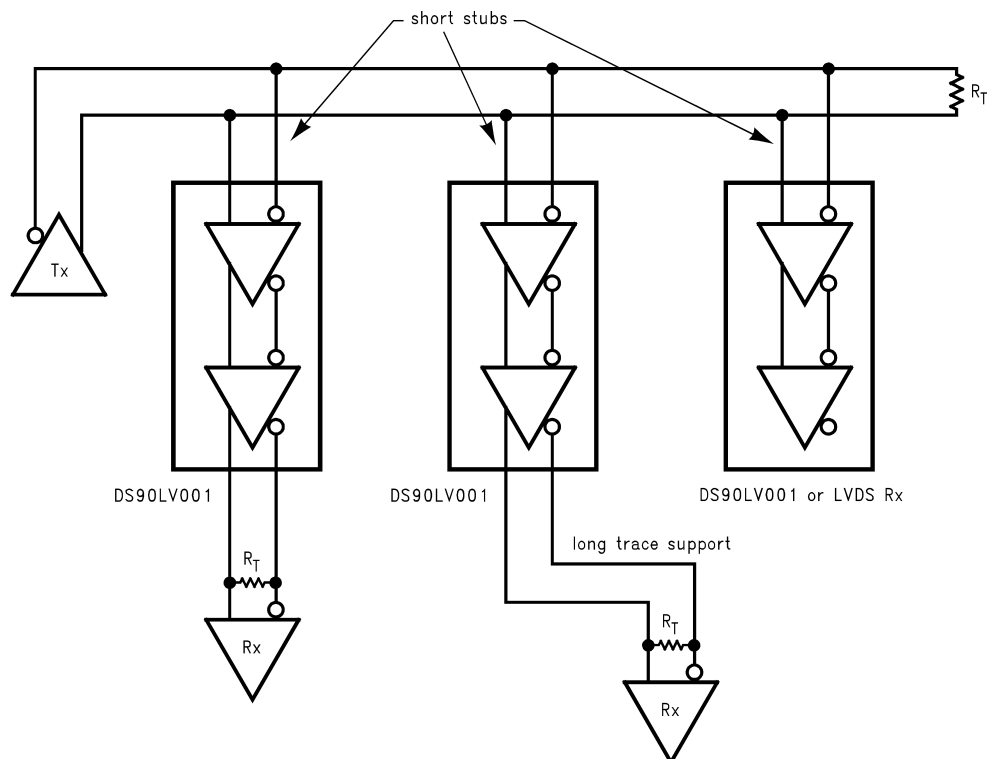 short stubs
R_T
Tx
DS90LV001
DS90LV001
DS90LV001 or LVDS Rx
long trace support
R_T
Rx
R_T
Rx